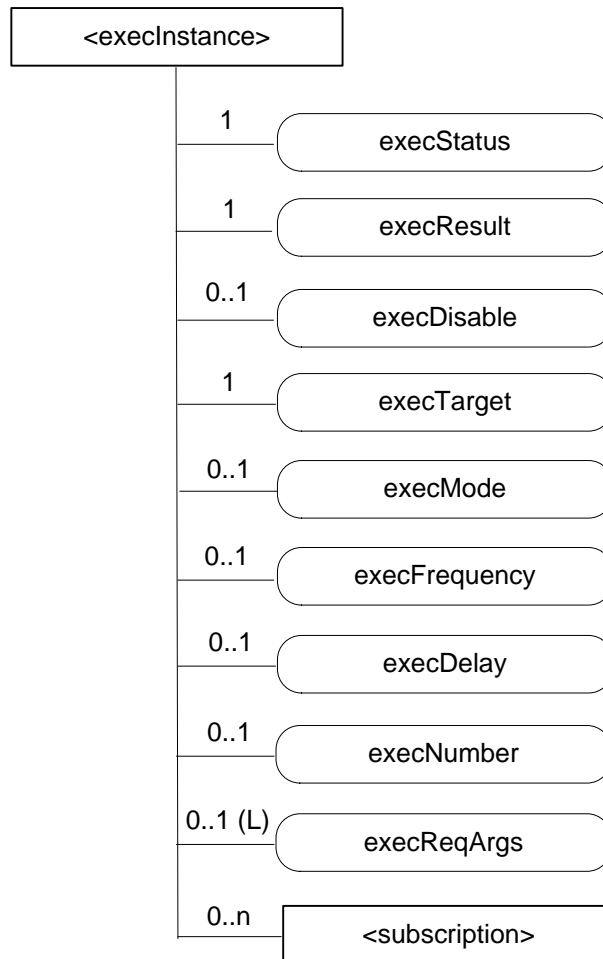 <execInstance>
1
execStatus
1
execResult
0..1
execDisable
1
execTarget
0..1
execMode
0..1
execFrequency
0..1
execDelay
0..1
execNumber
0..1 (L)
execReqArgs
0..n
<subscription>